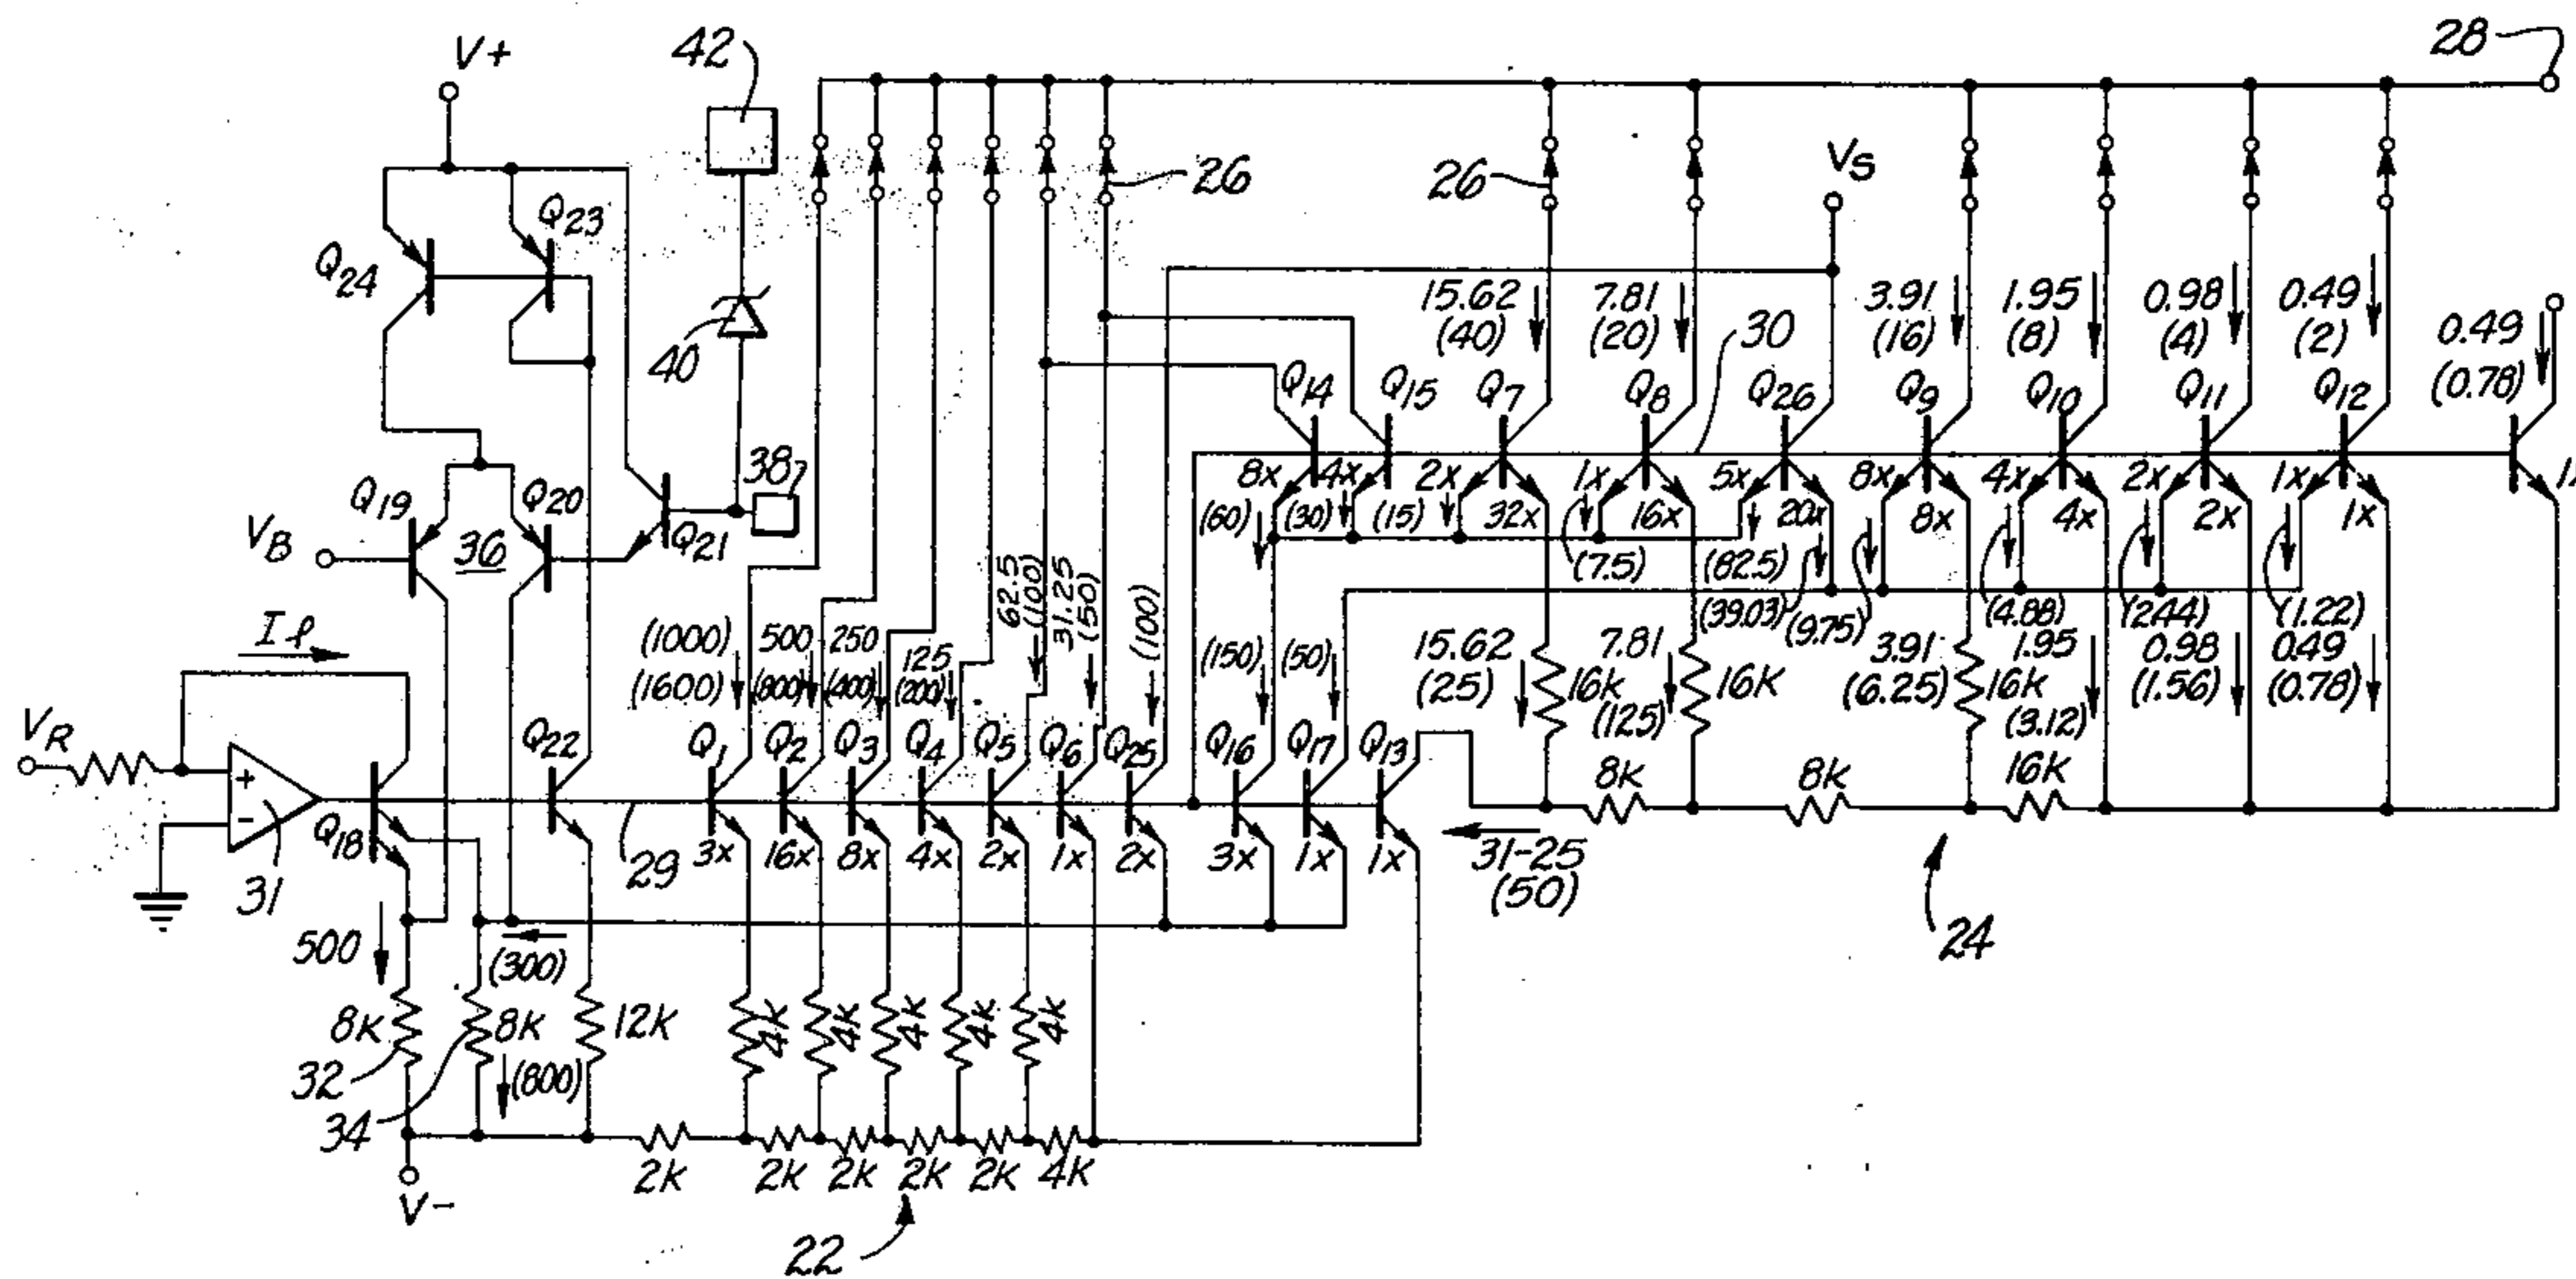 V+
42
28
Q23
Q24
26
26
VS
40
15.62
(40)
7.81
(20)
30
3.91
(16)
1.95
(8)
0.98
(4)
0.49
(2)
0.49
(0.78)
Q14
Q15
Q7
Q8
Q26
Q9
Q10
Q11
Q12
38
Q19
Q20
Q21
VB
36
8x
4x
2x
32x
1x
16x
5x
20x
8x
8x
4x
4x
2x
2x
1x
1x
(60)
(30)
(15)
(7.5)
(82.5)
(39.03)
(9.75)
(4.88)
(244)
(1.22)
62.5
(100)
31.25
(50)
(100)
If
(1000)
(1600)
500
(800)
250
(400)
125
(200)
(150)
(50)
15.62
(25)
16K
7.81
(125)
16K
3.91
(6.25)
16K
1.95
(3.12)
0.98
(1.56)
0.49
(0.78)
VR
+
-
31
Q18
Q22
Q1
Q2
Q3
Q4
Q5
Q6
Q25
Q16
Q17
Q13
8K
8K
16K
29
3x
16x
8x
4x
2x
1x
2x
3x
1x
1x
31-25
(50)
24
500
(300)
8K
32
8K
(800)
34
12K
4K
4K
4K
4K
4K
2K
2K
2K
2K
2K
4K
V-
22